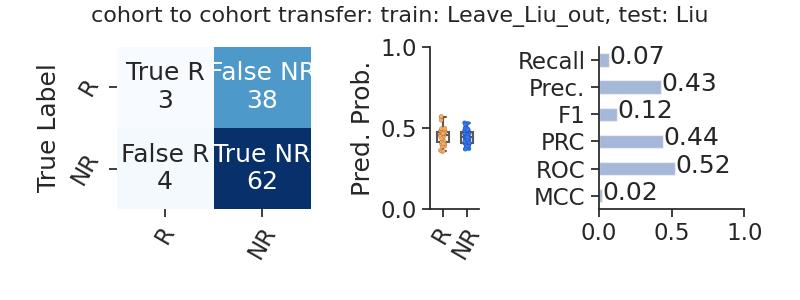 cohort to cohort transfer: train: Leave_Liu_out, test: Liu
True Label
R
NR
True R
3
False NR
38
False R
4
True NR
62
R
NR
Pred. Prob.
1.0
0.5
0.0
R
NR
Recall
0.07
Prec.
0.43
F1
0.12
PRC
0.44
ROC
0.52
MCC
0.02
0.0
0.5
1.0